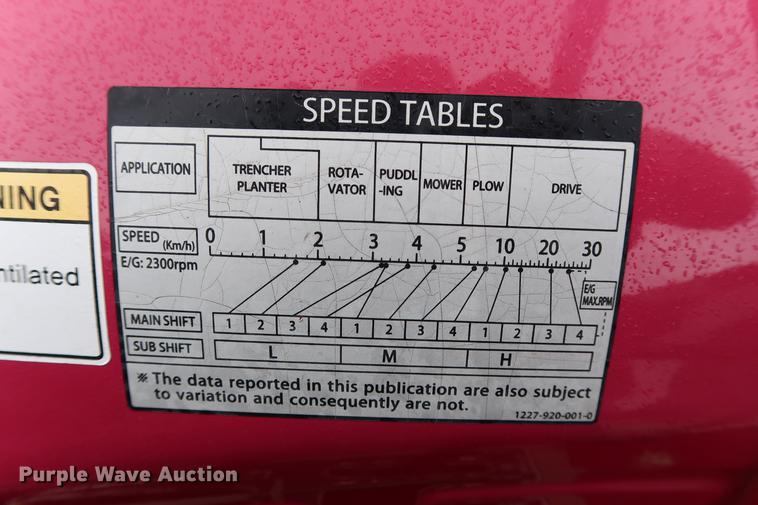 SPEED TABLES
APPLICATION
TRENCHER
PLANTER
ROTA-
VATOR
PUDDL
-ING
MOWER
PLOW
DRIVE
SPEED (Km/h)
0 1 2 3 4 5 10 20 30
E/G: 2300rpm
E/G
MAX.RPM
MAIN SHIFT 1 2 3 4 1 2 3 4 1 2 3 4
SUB SHIFT L M H
※ The data reported in this publication are also subject
to variation and consequently are not.
1227-920-001-0
NING
ntilated
Purple Wave Auction